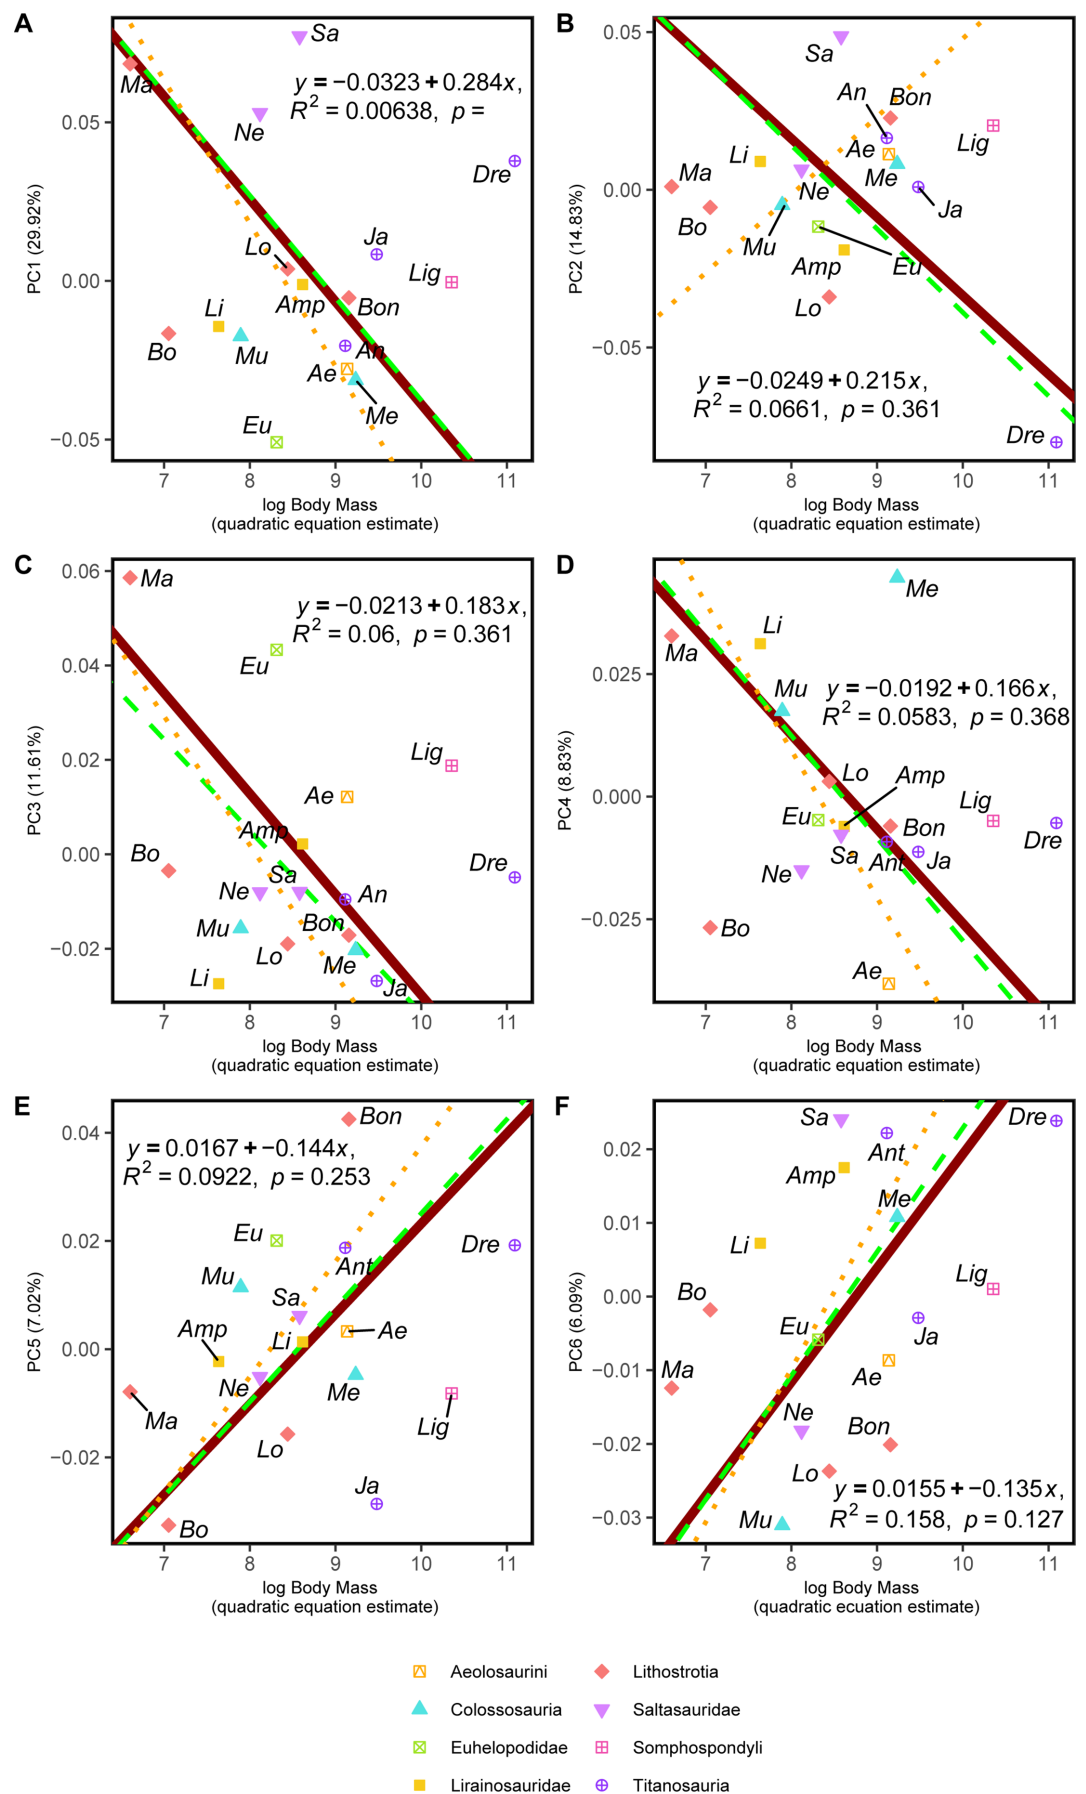 A
Sa
Ma
y = −0.0323 + 0.284x,
R² = 0.00638, p =
Ne
Dre
Ja
Lo
Lig
Amp
Bon
Li
Bo
Mu
An
Ae
Me
Eu
0.05
0.00
−0.05
PC1 (29.92%)
7 8 9 10 11
log Body Mass
(quadratic equation estimate)
B
Sa
An
Bon
Lig
Li
Ae
Me
Ma
Ne
Ja
Bo
Mu
Amp
Eu
Lo
y = −0.0249 + 0.215x,
R² = 0.0661, p = 0.361
Dre
0.05
0.00
−0.05
PC2 (14.83%)
7 8 9 10 11
log Body Mass
(quadratic equation estimate)
C
Ma
y = −0.0213 + 0.183x,
R² = 0.06, p = 0.361
Eu
Lig
Ae
Amp
Bo
Dre
Sa
Ne
An
Mu
Bon
Lo
Me
Li
Ja
0.06
0.04
0.02
0.00
−0.02
PC3 (11.61%)
7 8 9 10 11
log Body Mass
(quadratic equation estimate)
D
Me
Li
Ma
Mu
y = −0.0192 + 0.166x,
R² = 0.0583, p = 0.368
Lo
Amp
Lig
Eu
Bon
Dre
Sa
Ant
Ja
Ne
Bo
Ae
0.025
0.000
−0.025
PC4 (8.83%)
7 8 9 10 11
log Body Mass
(quadratic equation estimate)
E
Bon
y = 0.0167 + −0.144x,
R² = 0.0922, p = 0.253
Eu
Dre
Ant
Mu
Sa
Amp
Li
Ae
Ne
Me
Ma
Lig
Lo
Ja
Bo
0.04
0.02
0.00
−0.02
PC5 (7.02%)
7 8 9 10 11
log Body Mass
(quadratic equation estimate)
F
Sa
Dre
Ant
Amp
Me
Li
Lig
Bo
Eu
Ja
Ae
Ma
Ne
Bon
Lo
y = 0.0155 + −0.135x,
R² = 0.158, p = 0.127
Mu
0.02
0.01
0.00
−0.01
−0.02
−0.03
PC6 (6.09%)
7 8 9 10 11
log Body Mass
(quadratic ecuation estimate)
Aeolosaurini
Lithostrotia
Colossosauria
Saltasauridae
Euhelopodidae
Somphospondyli
Lirainosauridae
Titanosauria